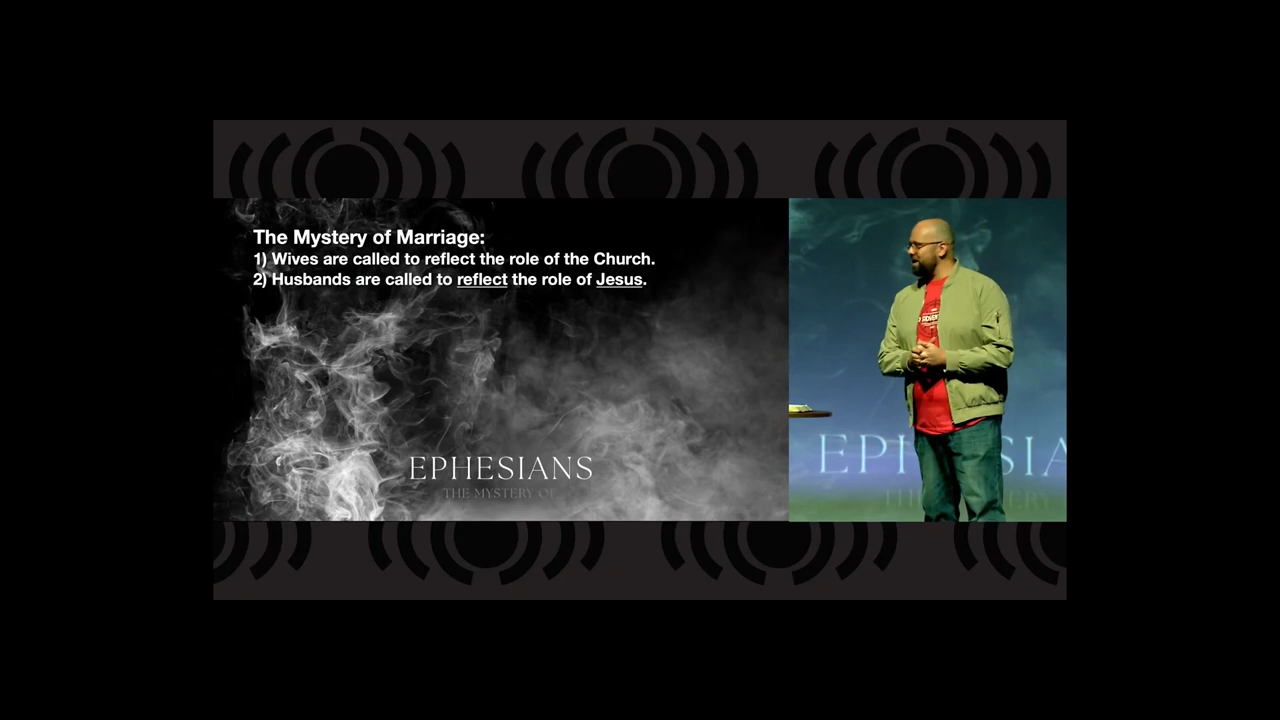 The Mystery of Marriage:
1) Wives are called to reflect the role of the Church.
2) Husbands are called to reflect the role of Jesus.
EPHESIANS
THE MYSTERY OF
EPHESIA